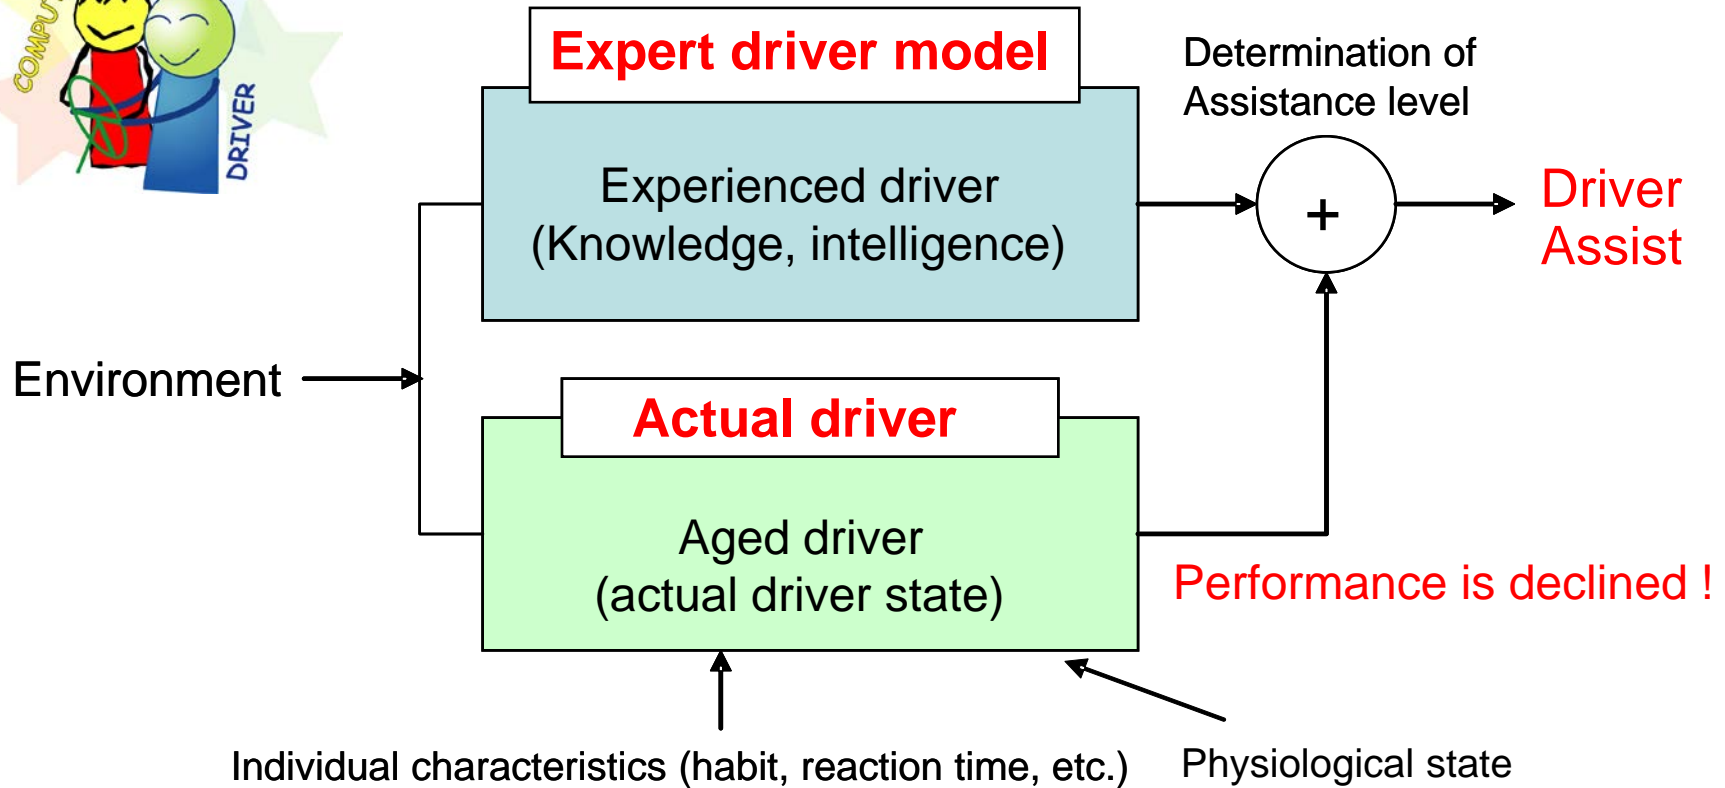 COMPUT
DRIVER
Expert driver model
Determination of
Assistance level
Experienced driver
(Knowledge, intelligence)
+
Driver
Assist
Environment
Actual driver
Aged driver
(actual driver state)
Performance is declined !
Individual characteristics (habit, reaction time, etc.)
Physiological state